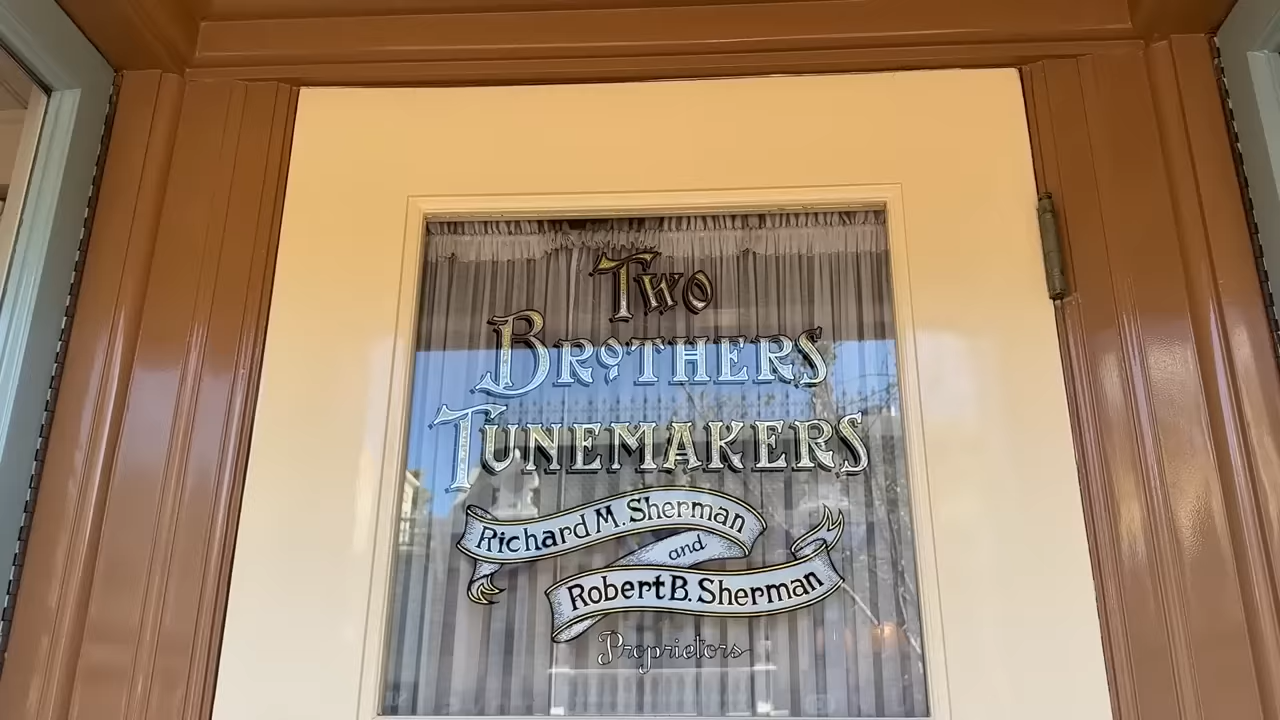 Two
Brothers
Tunemakers
Richard M. Sherman
and
Robert B. Sherman
Proprietors